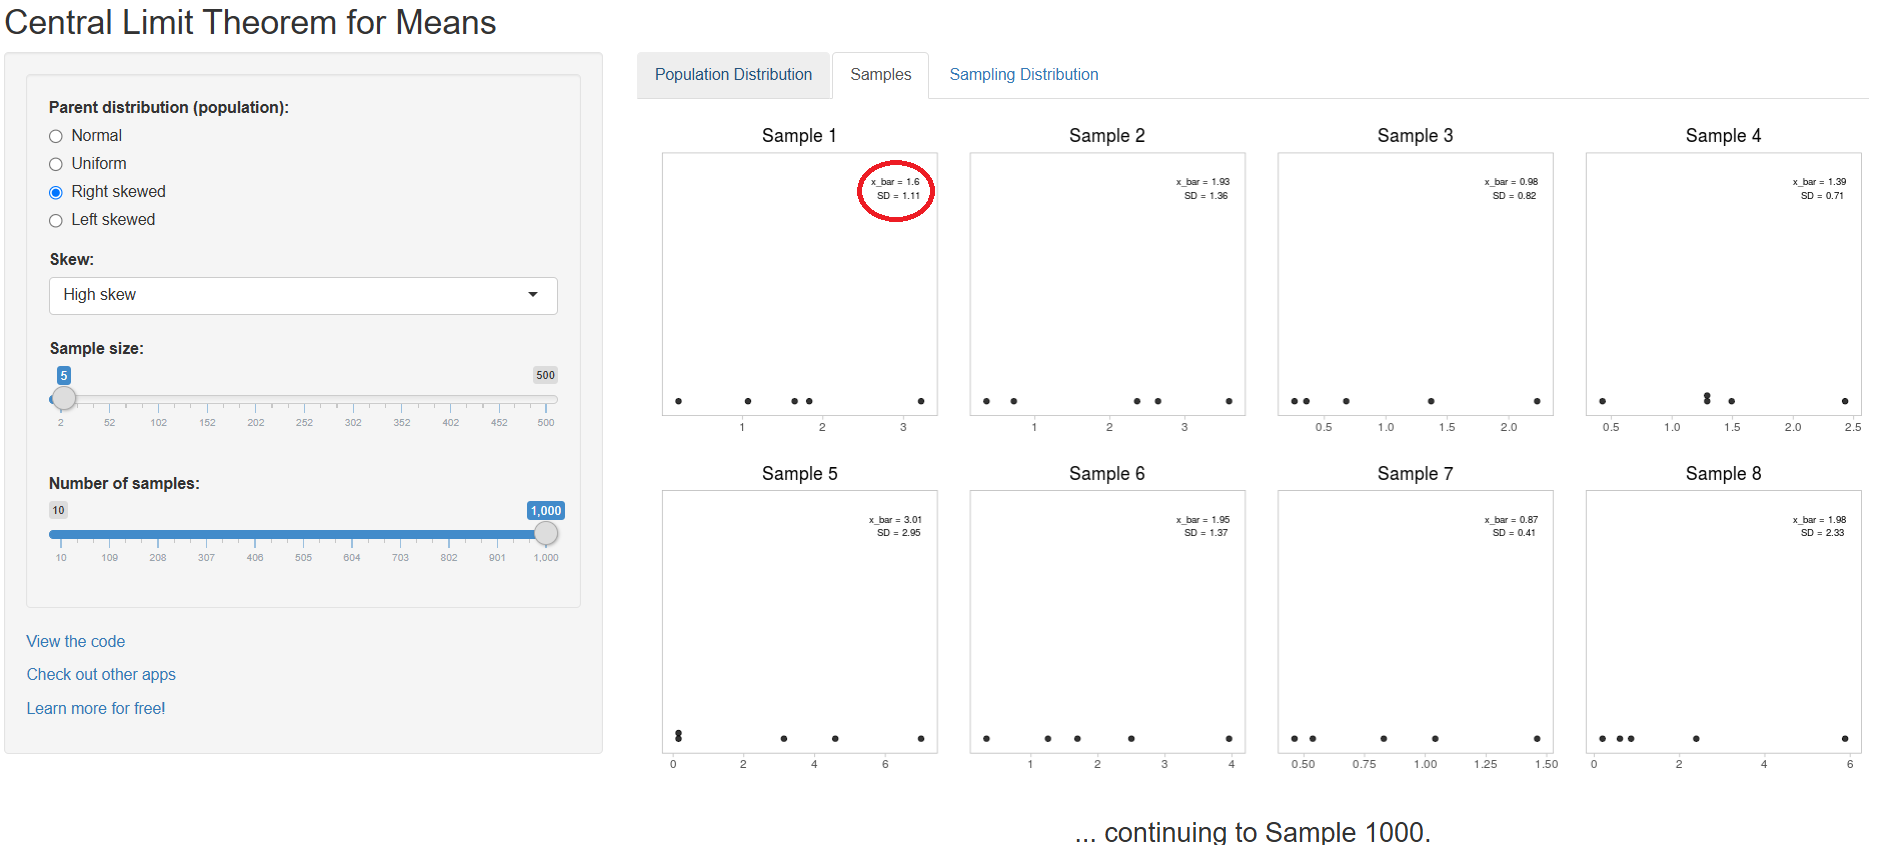 Central Limit Theorem for Means
Parent distribution (population):
Normal
Uniform
Right skewed
Left skewed
Skew:
High skew
Sample size:
5 500
2 52 102 152 202 252 302 352 402 452 500
Number of samples:
10 1,000
10 109 208 307 406 505 604 703 802 901 1,000
View the code
Check out other apps
Learn more for free!
Population Distribution Samples Sampling Distribution
Sample 1
x_bar = 1.6
SD = 1.11
1 2 3
Sample 2
x_bar = 1.93
SD = 1.36
1 2 3
Sample 3
x_bar = 0.98
SD = 0.82
0.5 1.0 1.5 2.0
Sample 4
x_bar = 1.39
SD = 0.71
0.5 1.0 1.5 2.0 2.5
Sample 5
x_bar = 3.01
SD = 2.95
0 2 4 6
Sample 6
x_bar = 1.95
SD = 1.37
1 2 3 4
Sample 7
x_bar = 0.87
SD = 0.41
0.50 0.75 1.00 1.25 1.50
Sample 8
x_bar = 1.98
SD = 2.33
0 2 4 6
... continuing to Sample 1000.